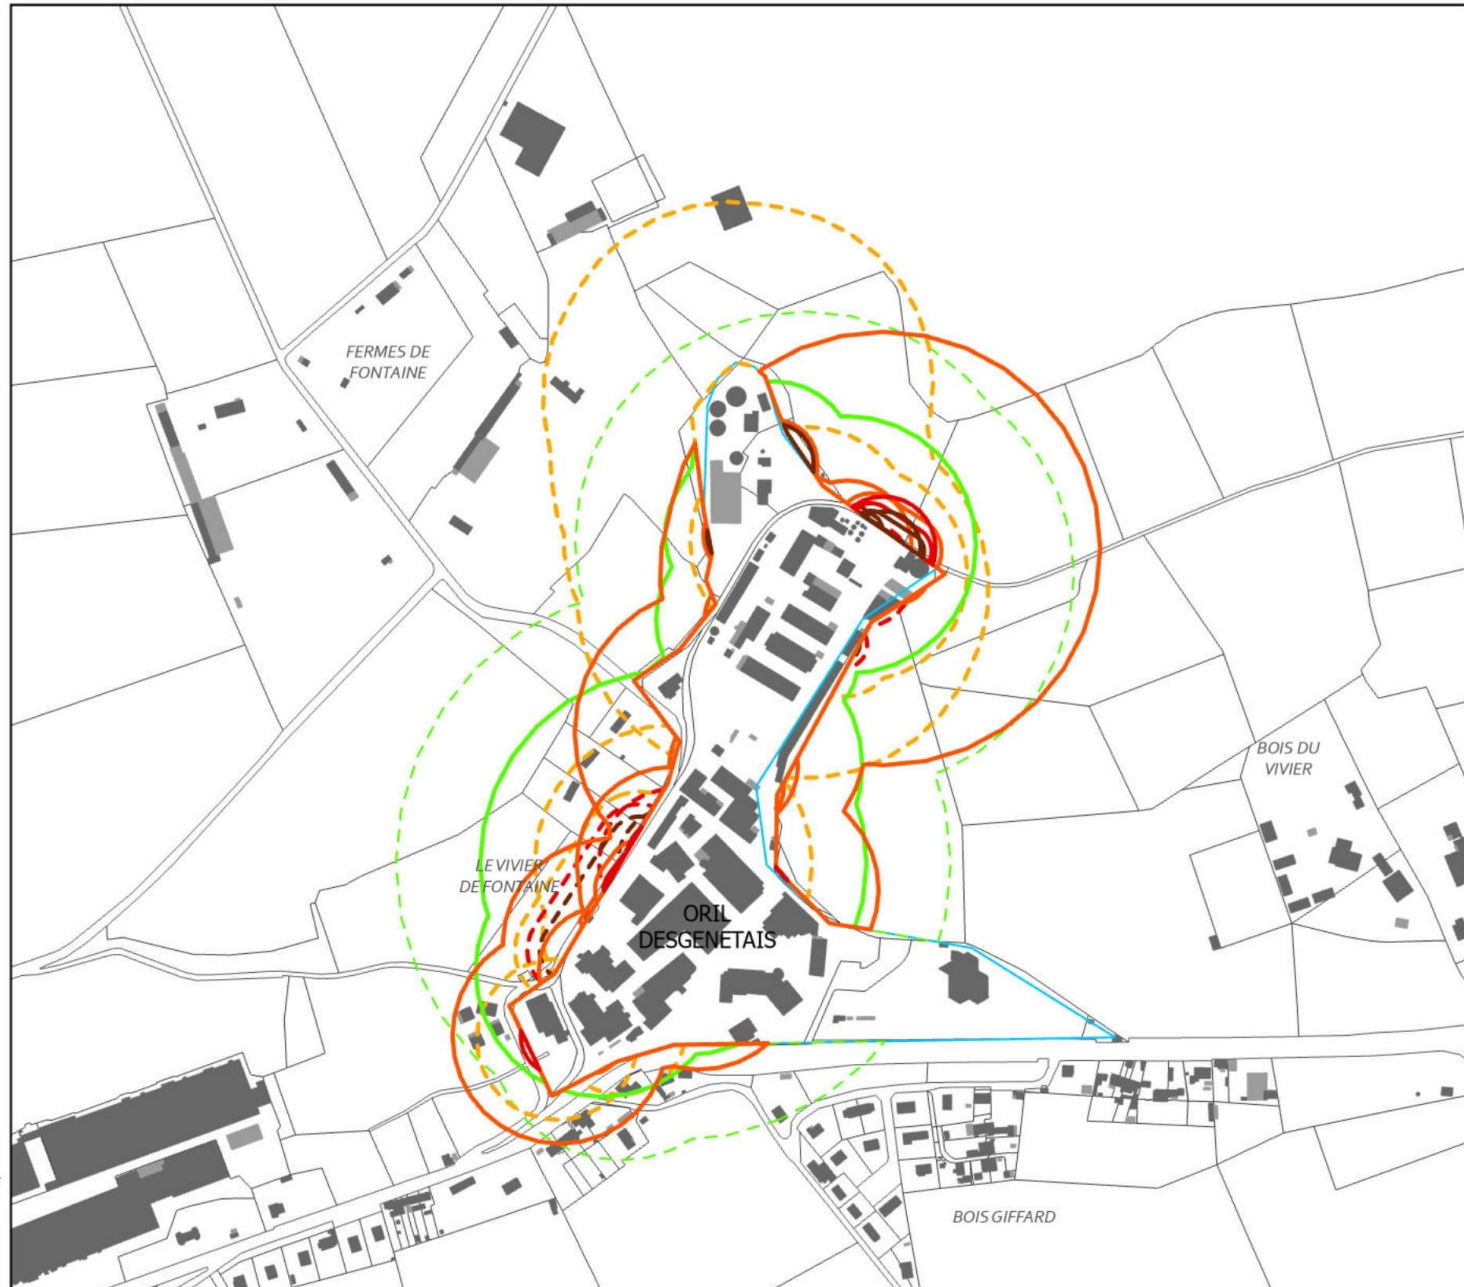 FERMES DE
FONTAINE
BOIS DU
VIVIER
LE VIVIER
DE FONTAINE
ORIL
DESGENETAIS
BOIS GIFFARD